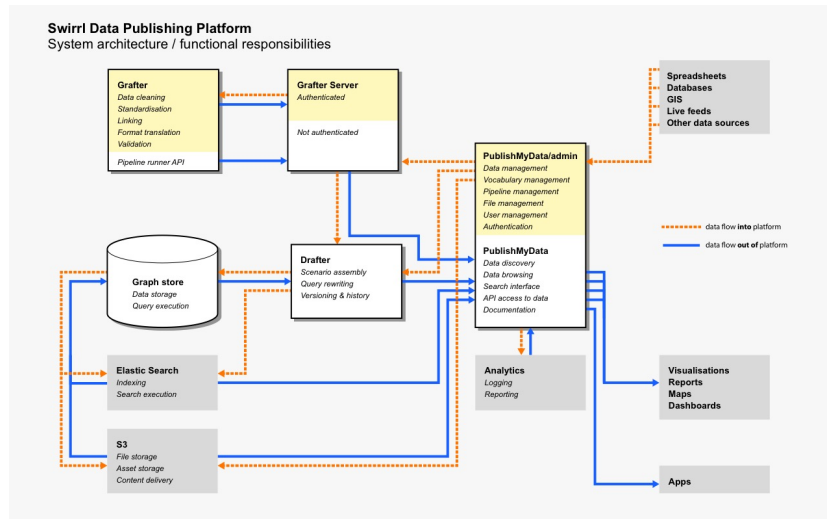 Swirrl Data Publishing Platform
System architecture / functional responsibilities
Grafter
Data cleaning
Standardisation
Linking
Format translation
Validation
Pipeline runner API
Grafter Server
Authenticated
Not authenticated
Spreadsheets
Databases
GIS
Live feeds
Other data sources
PublishMyData/admin
Data management
Vocabulary management
Pipeline management
File management
User management
Authentication
PublishMyData
Data discovery
Data browsing
Search interface
API access to data
Documentation
data flow into platform
data flow out of platform
Graph store
Data storage
Query execution
Drafter
Scenario assembly
Query rewriting
Versioning & history
Elastic Search
Indexing
Search execution
Analytics
Logging
Reporting
Visualisations
Reports
Maps
Dashboards
S3
File storage
Asset storage
Content delivery
Apps